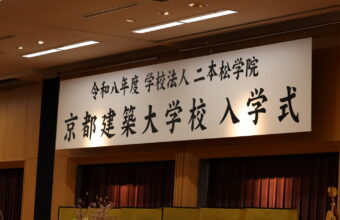 令和八年度 学校法人 二本松学院
京都建築大学校 入学式